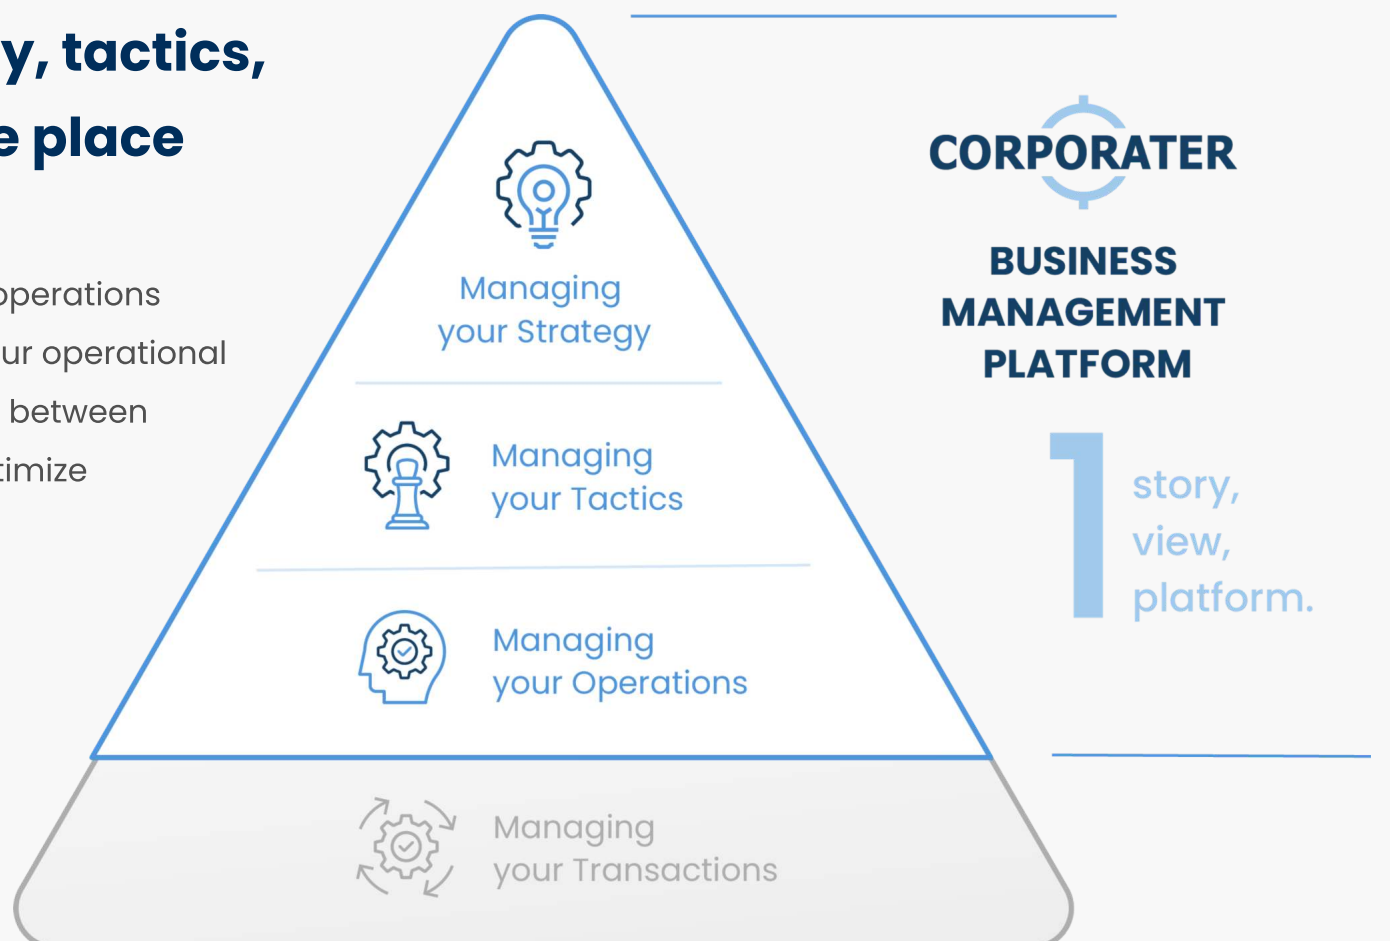 y, tactics,
e place
operations
ur operational
between
timize
Managing
your Strategy
Managing
your Tactics
Managing
your Operations
Managing
your Transactions
CORPORATER
BUSINESS
MANAGEMENT
PLATFORM
1
story,
view,
platform.